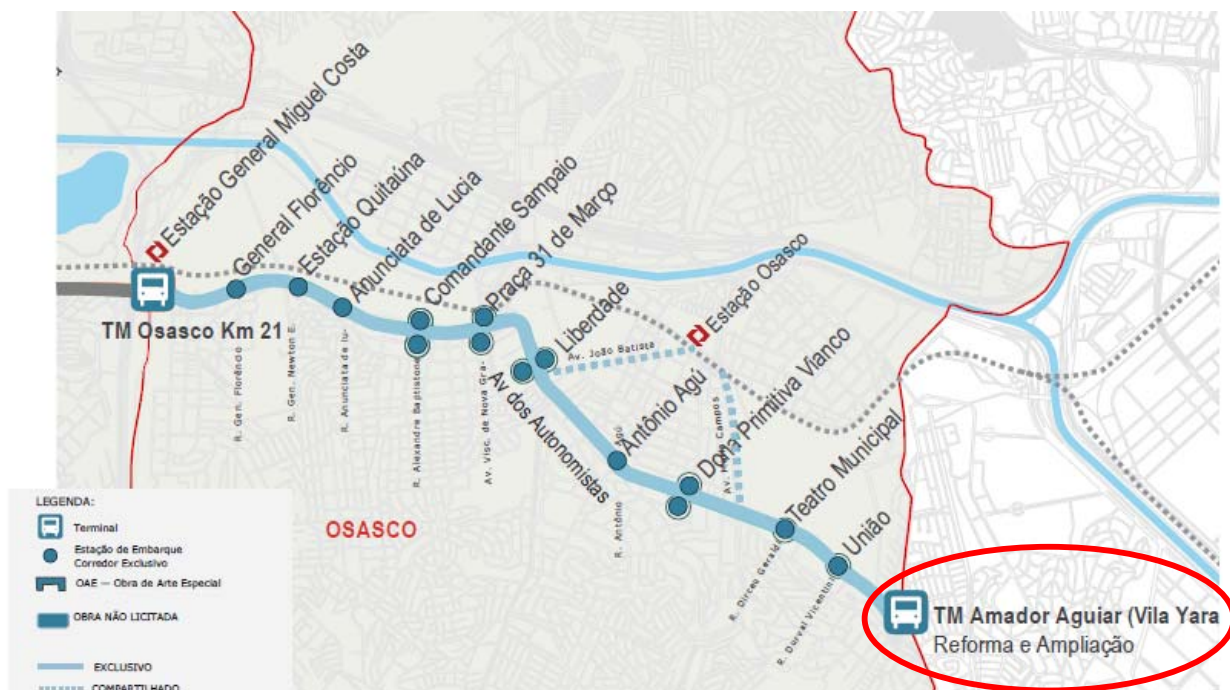 Estação General Miguel Costa
General Florêncio
Estação Quitaúna
Anunciata de Lucia
Comandante Sampaio
Praça 31 de Março
Liberdade
Estação Osasco
Av. João Batista
TM Osasco Km 21
R. Gen. Florêncio
R. Gen. Newton E.
R. Anunciata de lu-
R. Alexandre Baptistone
Av. Visc. de Nova Gra-
Av dos Autonomistas
Antônio Agú
R. Antônio Agú
Dona Primitiva Vianco
Campos
Teatro Municipal
R. Dirceu Geraldo
União
R. Durval Vicentini
OSASCO
TM Amador Aguiar (Vila Yara
Reforma e Ampliação
LEGENDA:
Terminal
Estação de Embarque
Corredor Exclusivo
OAE — Obra de Arte Especial
OBRA NÃO LICITADA
EXCLUSIVO
COMPARTILHADO